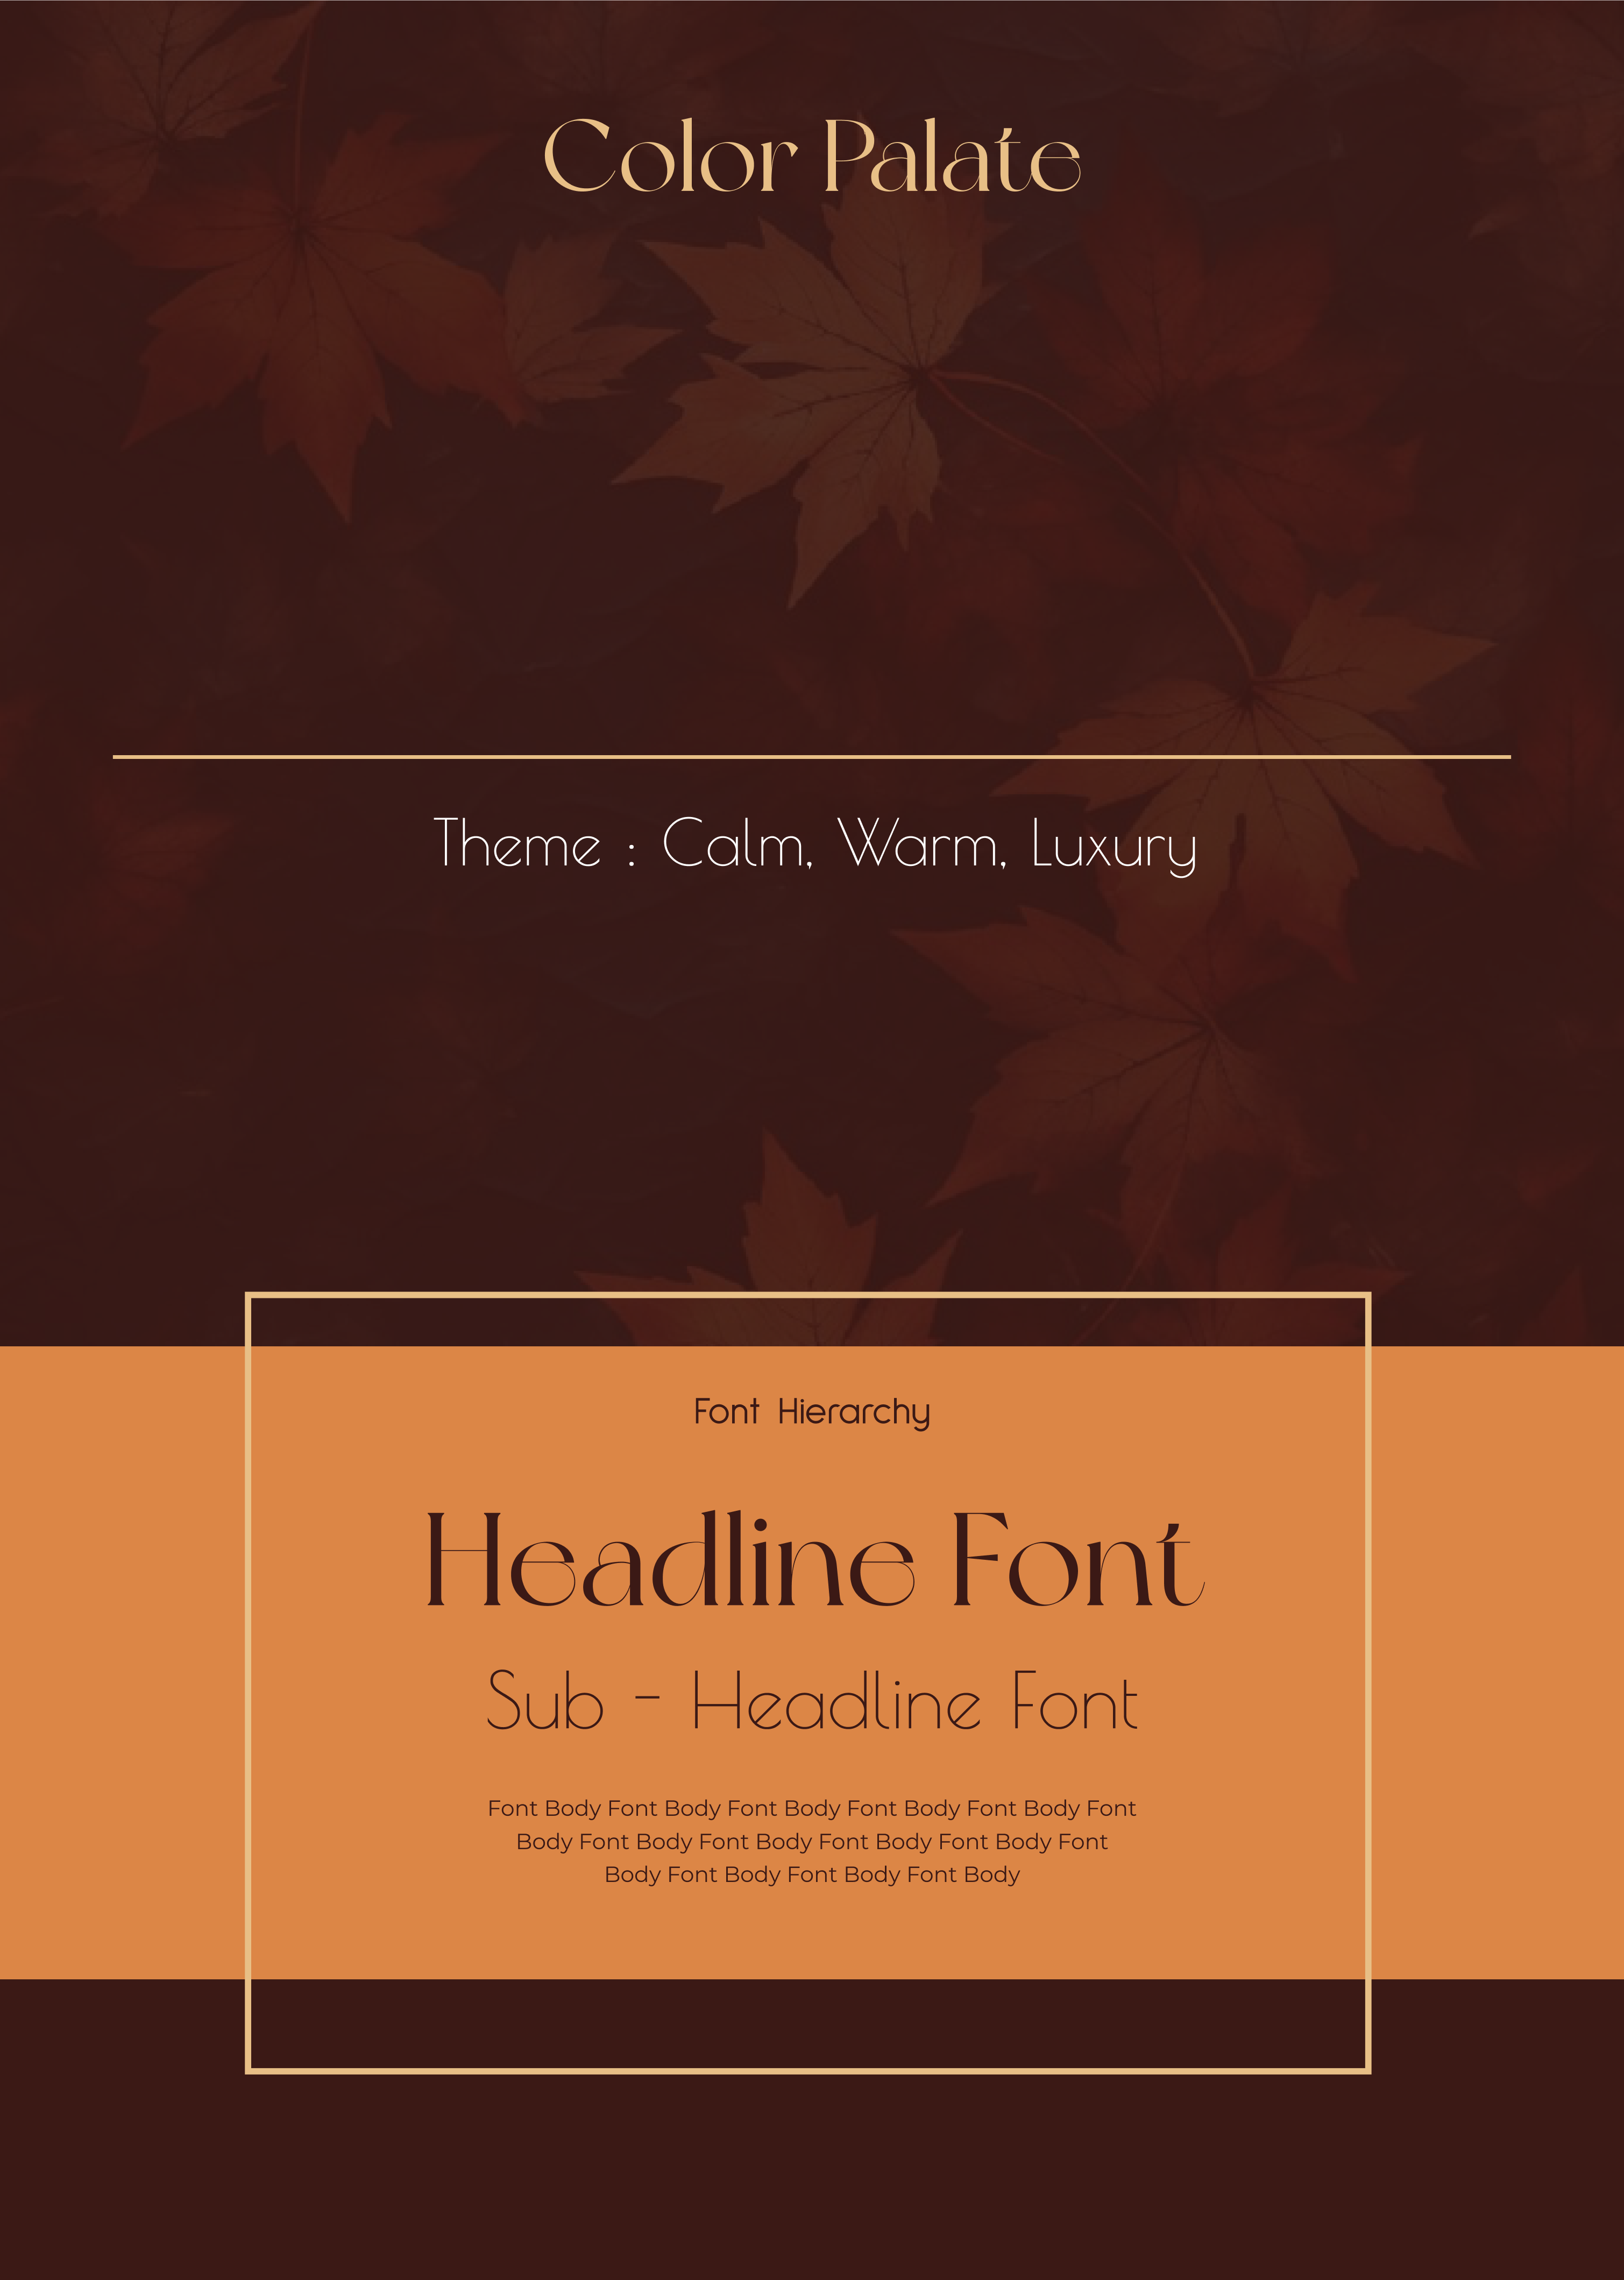 Color Palate
Theme : Calm, Warm, Luxury
Font Hierarchy
Headline Font
Sub - Headline Font
Font Body Font Body Font Body Font Body Font Body Font
Body Font Body Font Body Font Body Font Body Font
Body Font Body Font Body Font Body